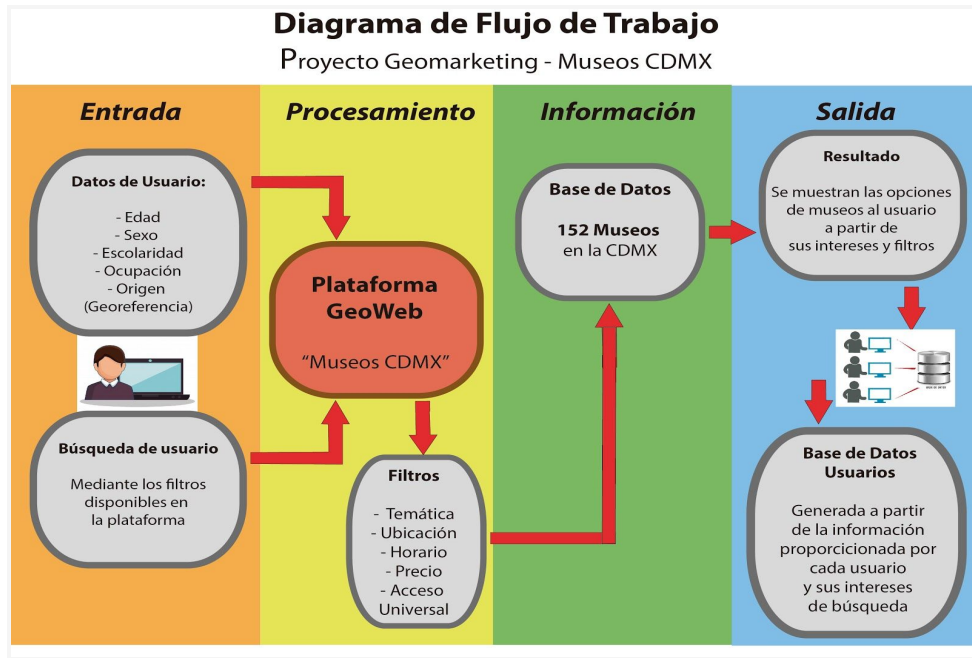 Diagrama de Flujo de Trabajo
Proyecto Geomarketing - Museos CDMX
Entrada
Datos de Usuario:
- Edad
- Sexo
- Escolaridad
- Ocupación
- Origen
(Georeferencia)
Búsqueda de usuario
Mediante los filtros
disponibles en
la plataforma
Procesamiento
Plataforma
GeoWeb
“Museos CDMX”
Filtros
- Temática
- Ubicación
- Horario
- Precio
- Acceso
Universal
Información
Base de Datos
152 Museos
en la CDMX
Salida
Resultado
Se muestran las opciones
de museos al usuario
a partir de
sus intereses y filtros
Base de Datos
Usuarios
Generada a partir
de la información
proporcicionada por
cada usuario
y sus intereses
de búsqueda